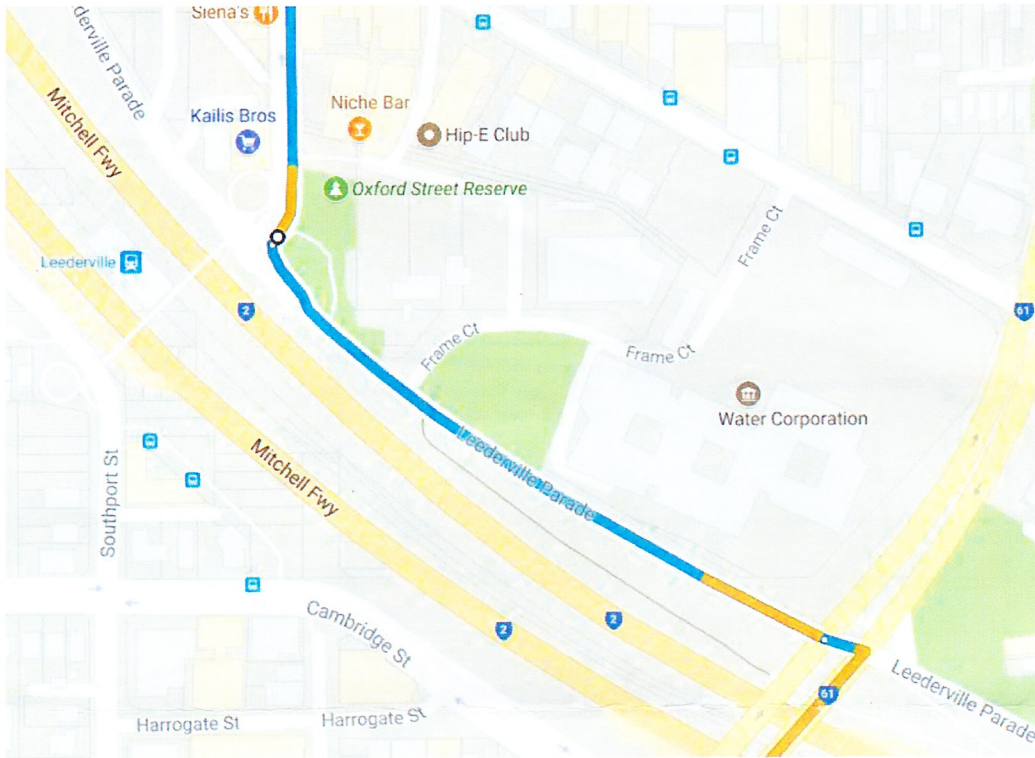 Siena's
derville Parade
Mitchell Fwy
Kailis Bros
Niche Bar
Hip-E Club
Oxford Street Reserve
Frame Ct
Leederville
2
61
Frame Ct
Frame Ct
Water Corporation
Leederville Parade
Mitchell Fwy
Southport St
Cambridge St
2
2
61
Leederville Parade
Harrogate St
Harrogate St